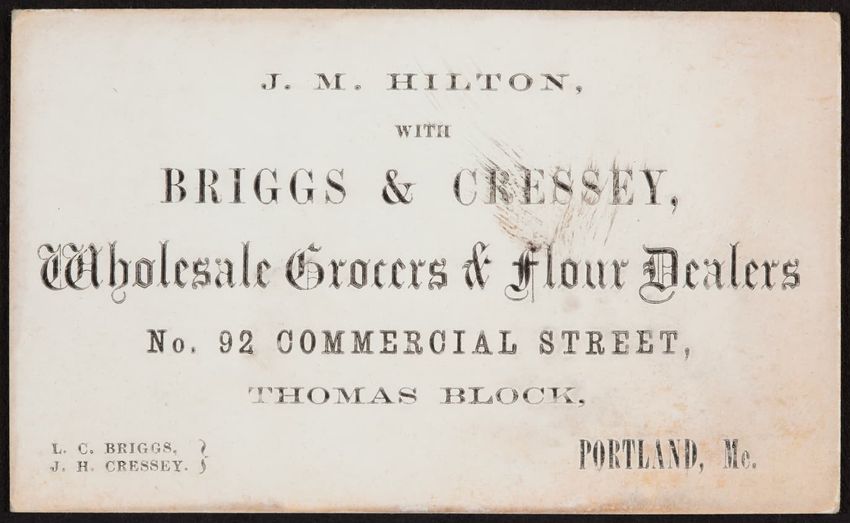 J. M. HILTON,
WITH
BRIGGS & CRESSEY,
Wholesale Grocers & Flour Dealers
No. 92 COMMERCIAL STREET,
THOMAS BLOCK,
L. C. BRIGGS, }
J. H. CRESSEY. }
PORTLAND, Me.